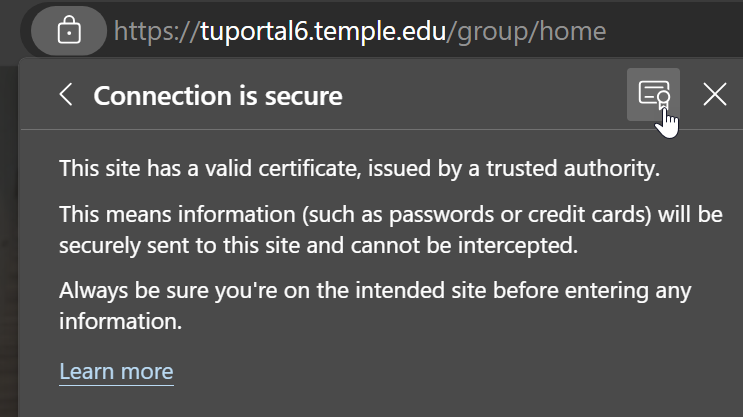 https://tuportal6.temple.edu/group/home
Connection is secure
This site has a valid certificate, issued by a trusted authority.
This means information (such as passwords or credit cards) will be
securely sent to this site and cannot be intercepted.
Always be sure you're on the intended site before entering any
information.
Learn more